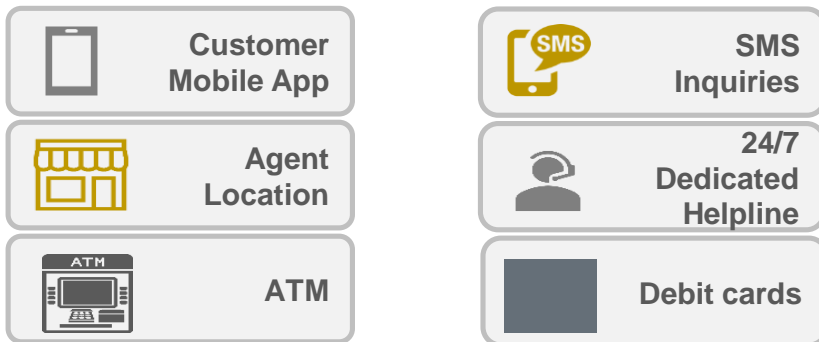 Customer
Mobile App
SMS
SMS
Inquiries
Agent
Location
24/7
Dedicated
Helpline
ATM
ATM
Debit cards